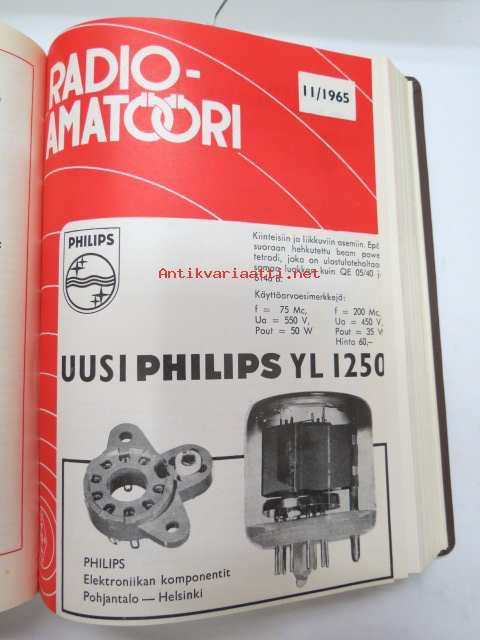 RADIO-
AMATÖÖRI
11/1965
PHILIPS
Kiinteisiin ja liikkuviin asemiin. Epä
suoraan hehkutettu beam powe
tetrodi, joka on ulostuloteholtaa
samaa luokkaa kuin QE 05/40 j
6146 B.
Antikvariaatti.net
Käyttöarvoesimerkkejä:
f = 75 Mc, f = 200 Mc,
Ua = 550 V, Ua = 450 V,
Pout = 50 W Pout = 35 W
Hinta 60,—
UUSI PHILIPS YL 1250
PHILIPS
Elektroniikan komponentit
Pohjantalo — Helsinki